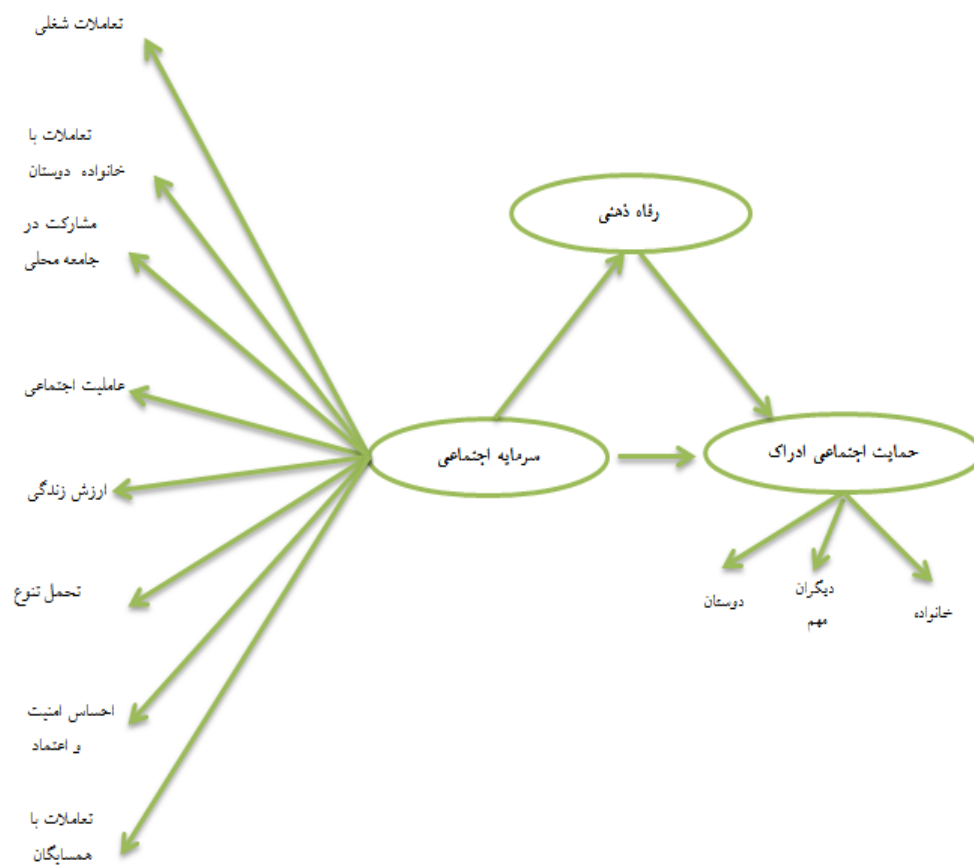 تعاملات شغلی
تعاملات با
خانواده دوستان
مشارکت در
جامعه محلی
عاملیت اجتماعی
ارزش زندگی
تحمل تنوع
احساس امنیت
و اعتماد
تعاملات با
همسایگان
رفاه ذهنی
سرمایه اجتماعی
حمایت اجتماعی ادراک
دوستان
دیگران
مهم
خانواده